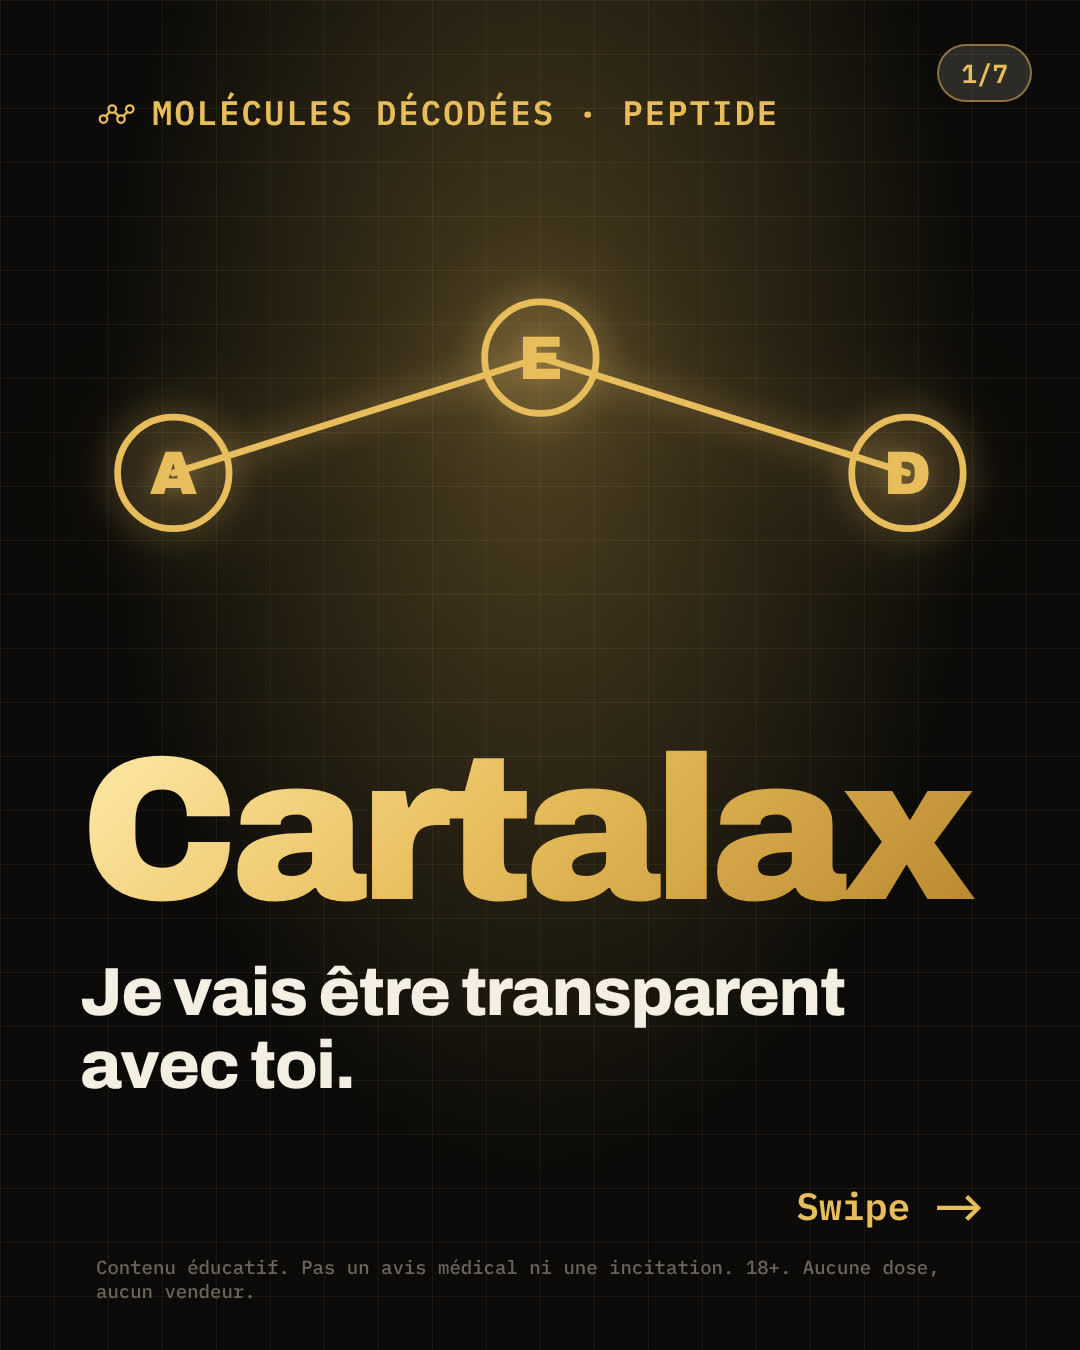 1/7
MOLÉCULES DÉCODÉES · PEPTIDE
E
A
D
Cartalax
Je vais être transparent
avec toi.
Swipe →
Contenu éducatif. Pas un avis médical ni une incitation. 18+. Aucune dose,
aucun vendeur.